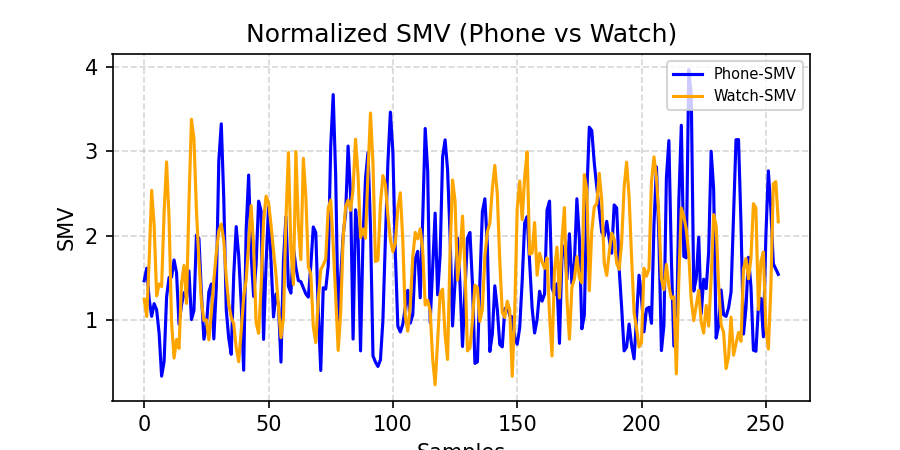 Normalized SMV (Phone vs Watch)
4
3
2
1
SMV
Phone-SMV
Watch-SMV
0 50 100 150 200 250
Samples